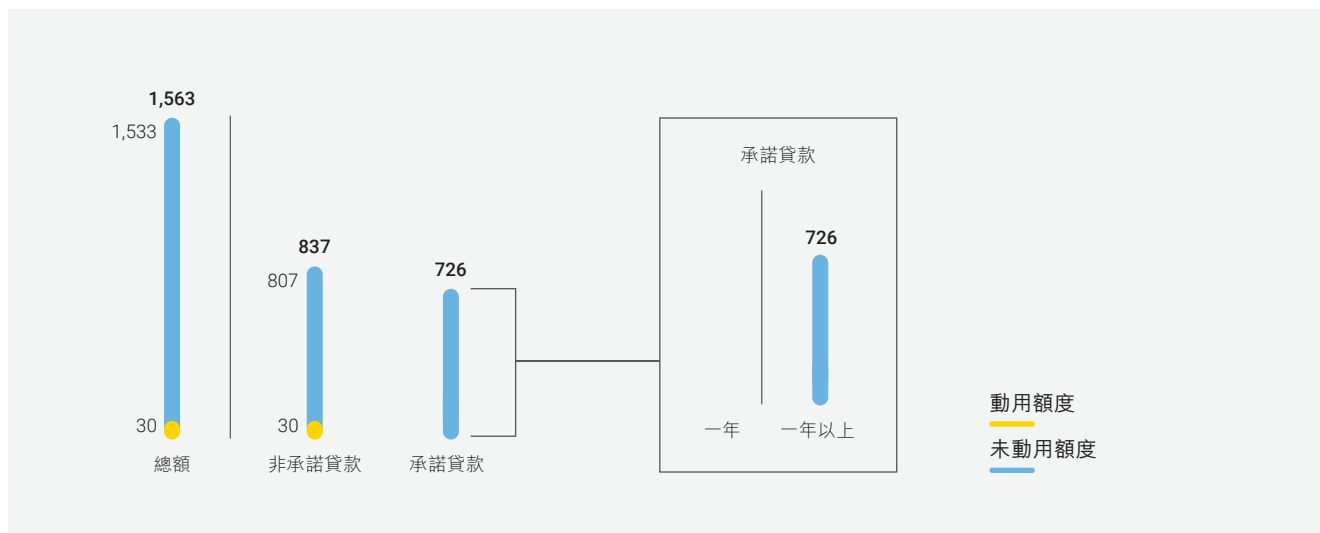 1,563
1,533
30
總額
837
807
30
非承諾貸款
726
承諾貸款
承諾貸款
726
一年
一年以上
動用額度
未動用額度